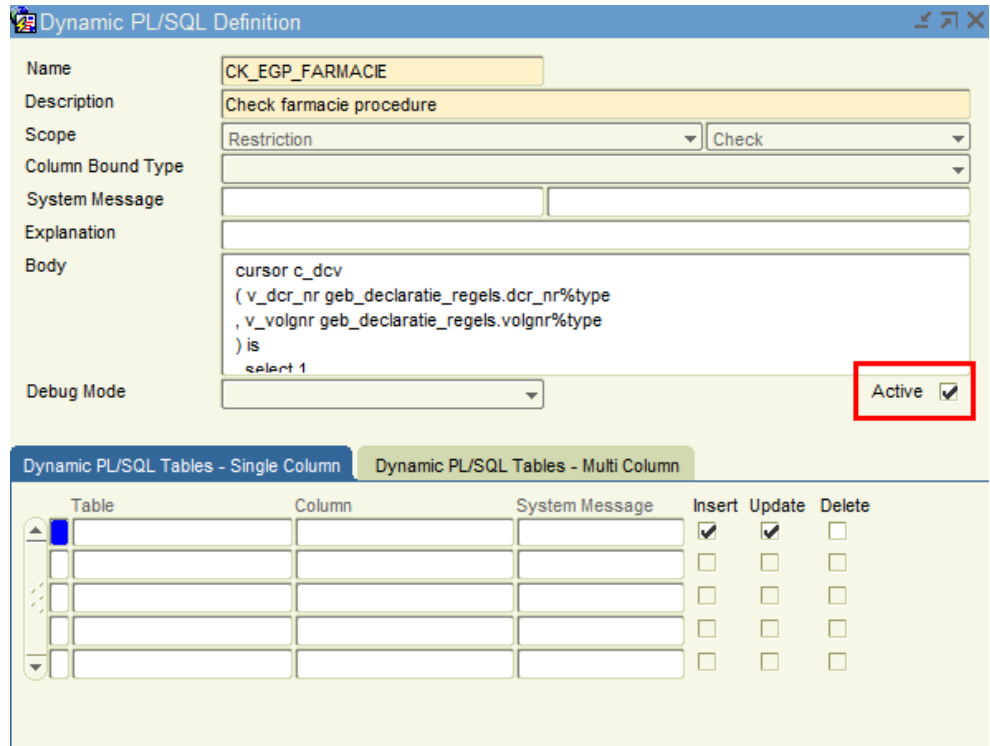 Dynamic PL/SQL Definition
Name CK_EGP_FARMACIE
Description Check farmacie procedure
Scope Restriction Check
Column Bound Type
System Message
Explanation
Body cursor c_dcv
( v_dcr_nr geb_declaratie_regels.dcr_nr%type
, v_volgnr geb_declaratie_regels.volgnr%type
) is
select 1
Debug Mode Active
Dynamic PL/SQL Tables - Single Column Dynamic PL/SQL Tables - Multi Column
Table Column System Message Insert Update Delete